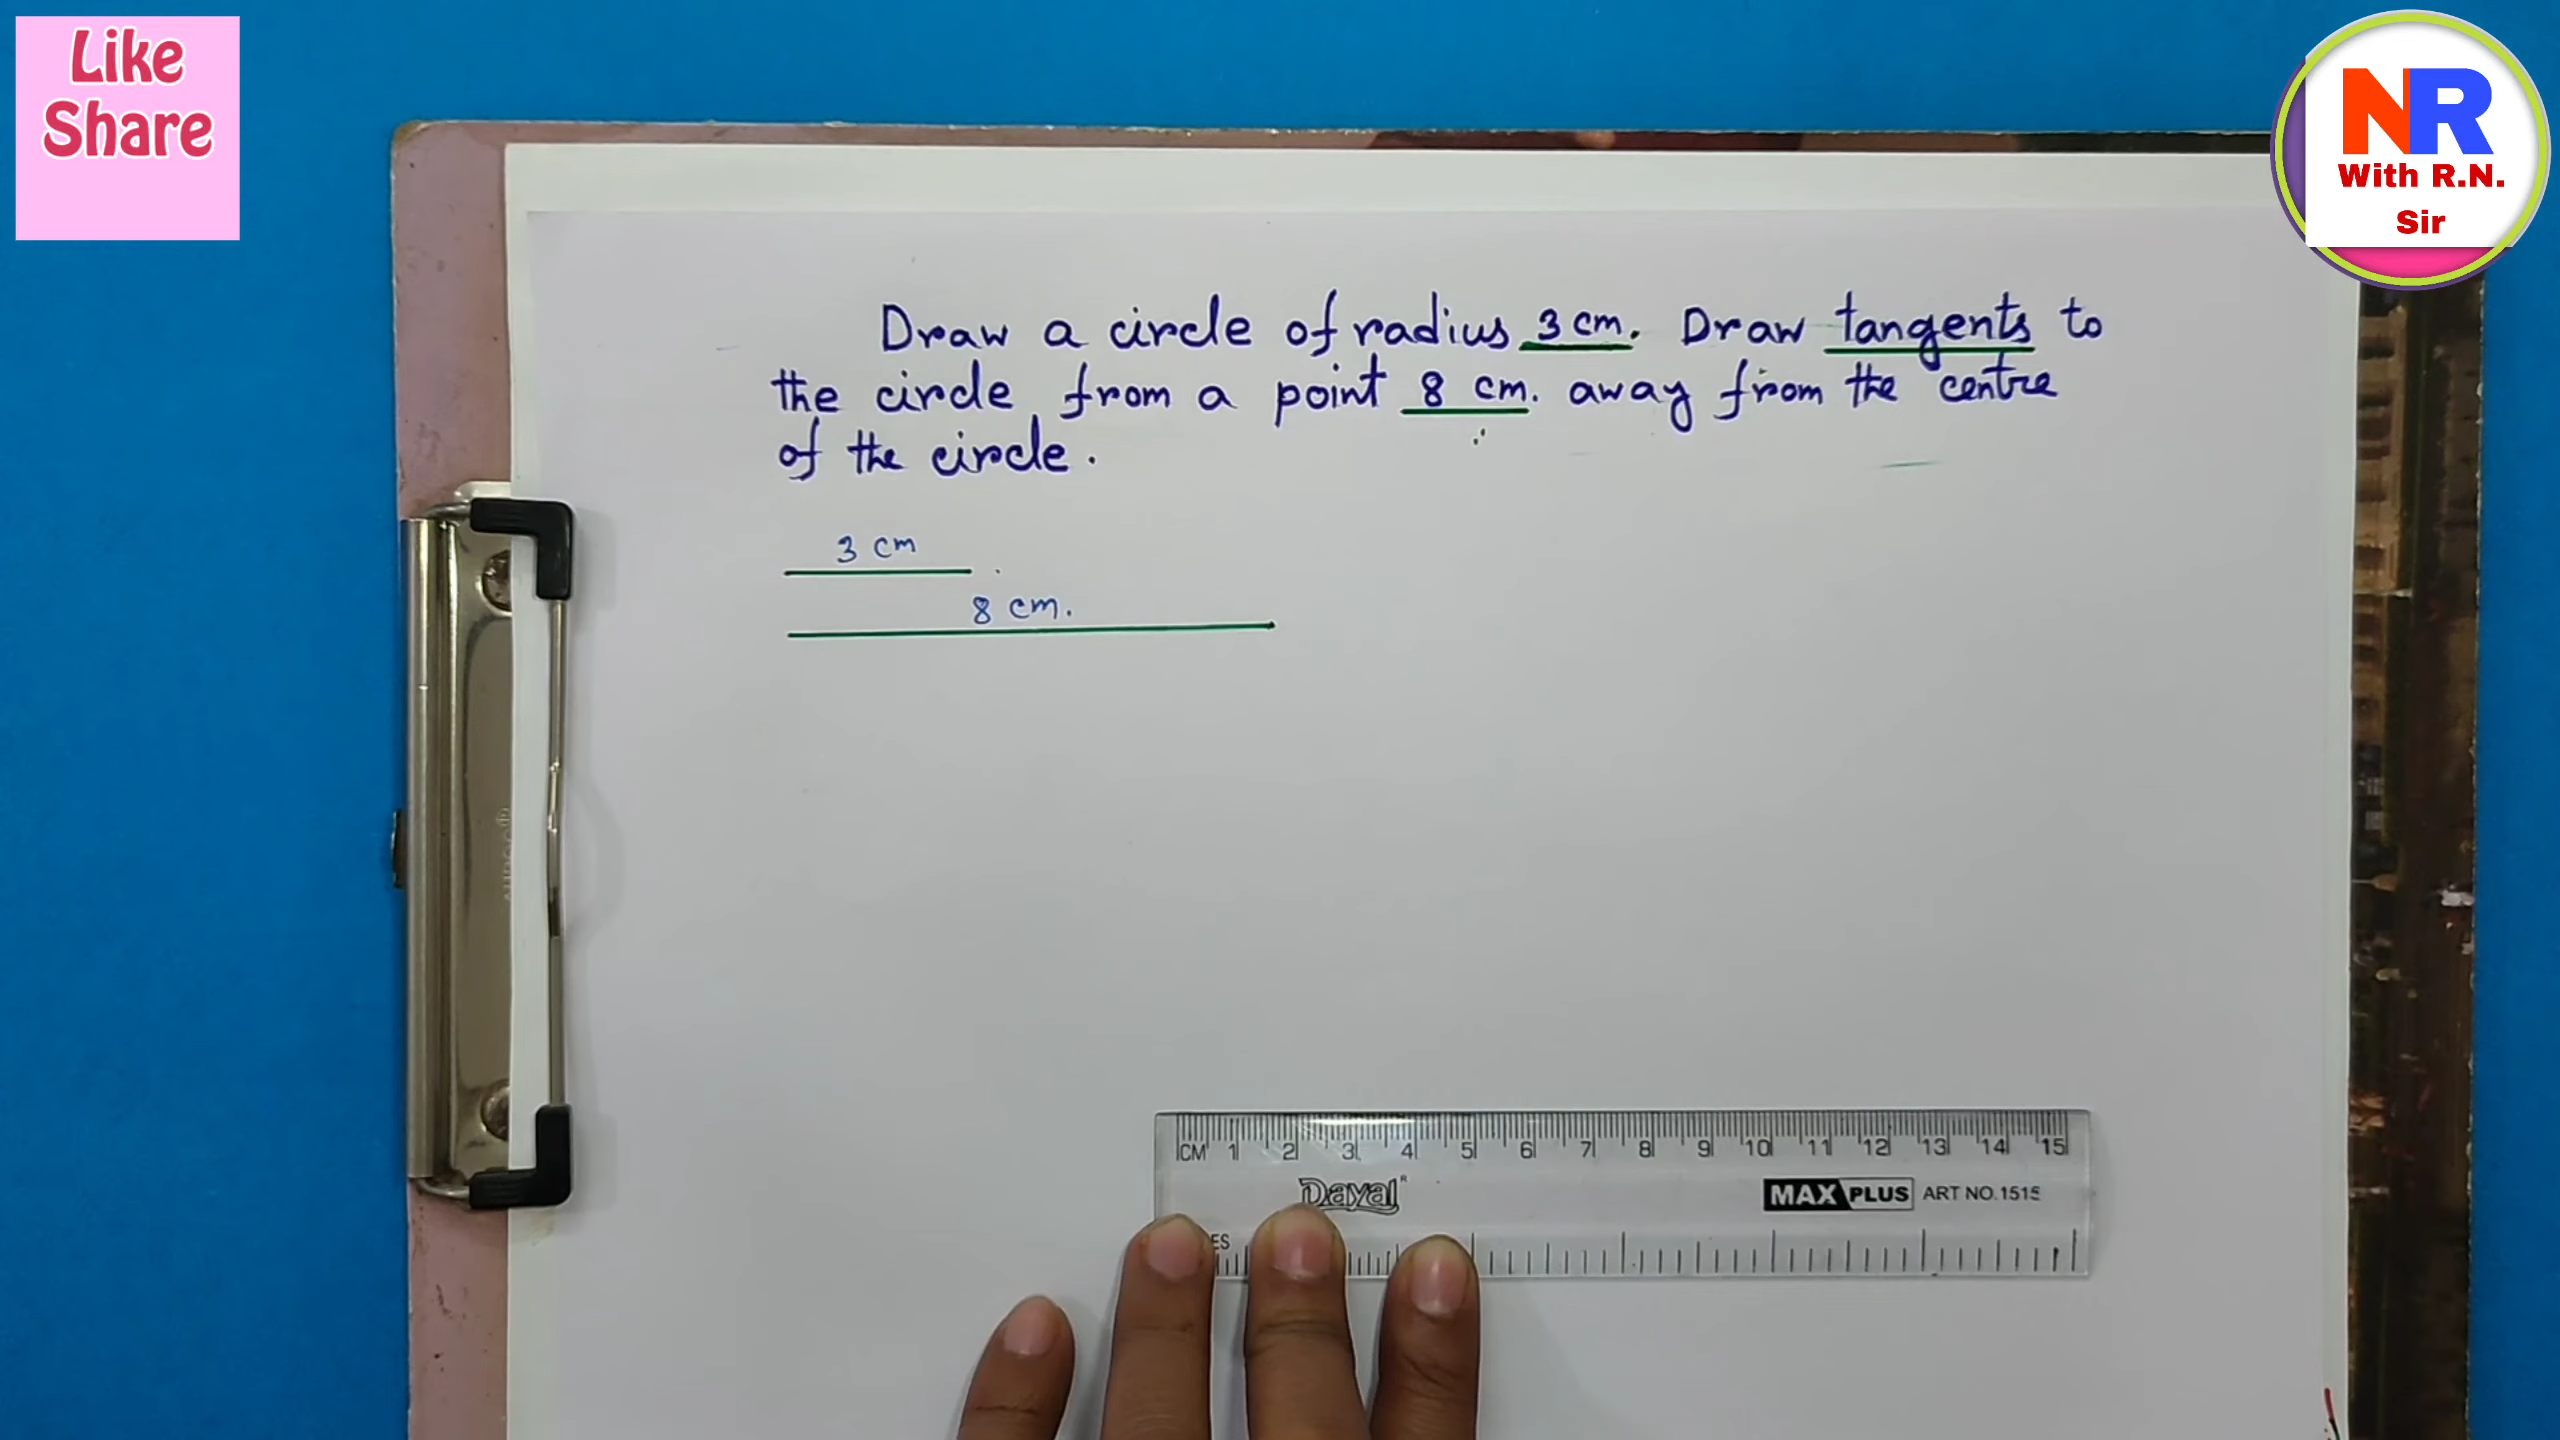 Like
Share
NR
With R.N.
Sir
Draw a circle of radius 3 cm. Draw tangents to
the circle from a point 8 cm. away from the centre
of the circle.
3 cm
8 cm.
CM 1 2 3 4 5 6 7 8 9 10 11 12 13 14 15
Dayal
MAX PLUS ART NO. 1515
ES